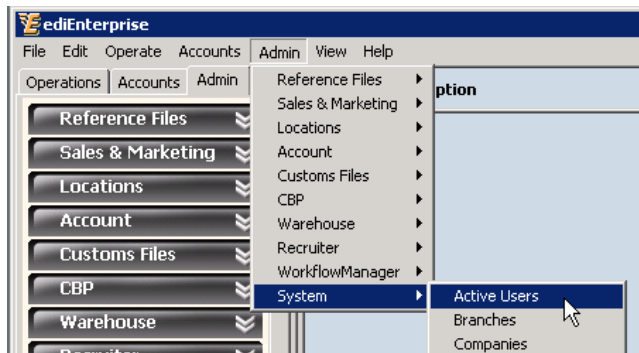 ediEnterprise
File Edit Operate Accounts Admin View Help
Operations Accounts Admin
ption
Reference Files
Sales & Marketing
Locations
Account
Customs Files
CBP
Warehouse
Reference Files
Sales & Marketing
Locations
Account
Customs Files
CBP
Warehouse
Recruiter
WorkflowManager
System
Active Users
Branches
Companies